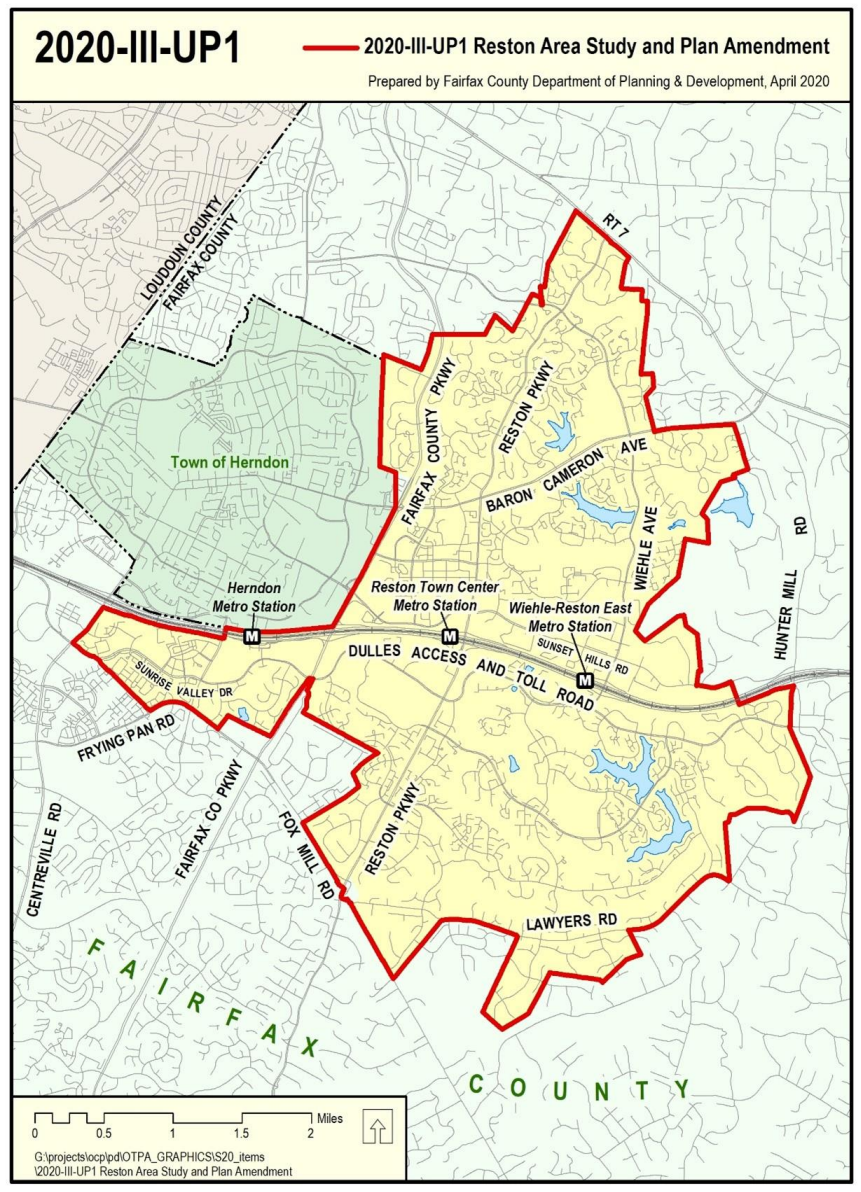 2020-III-UP1
2020-III-UP1 Reston Area Study and Plan Amendment
Prepared by Fairfax County Department of Planning & Development, April 2020
LOUDOUN COUNTY
FAIRFAX COUNTY
RT 7
Town of Herndon
FAIRFAX COUNTY PKWY
RESTON PKWY
BARON CAMERON AVE
WIEHLE AVE
HUNTER MILL RD
Herndon
Metro Station
Reston Town Center
Metro Station
Wiehle-Reston East
Metro Station
M
M
M
SUNSET HILLS RD
DULLES ACCESS AND TOLL ROAD
SUNRISE VALLEY DR
FRYING PAN RD
FAIRFAX CO PKWY
CENTREVILLE RD
FOX MILL RD
RESTON PKWY
LAWYERS RD
FAIRFAX
COUNTY
Miles
0 0.5 1 1.5 2
G:\projects\ocp\pd\OTPA_GRAPHICS\S20_items
\2020-III-UP1 Reston Area Study and Plan Amendment